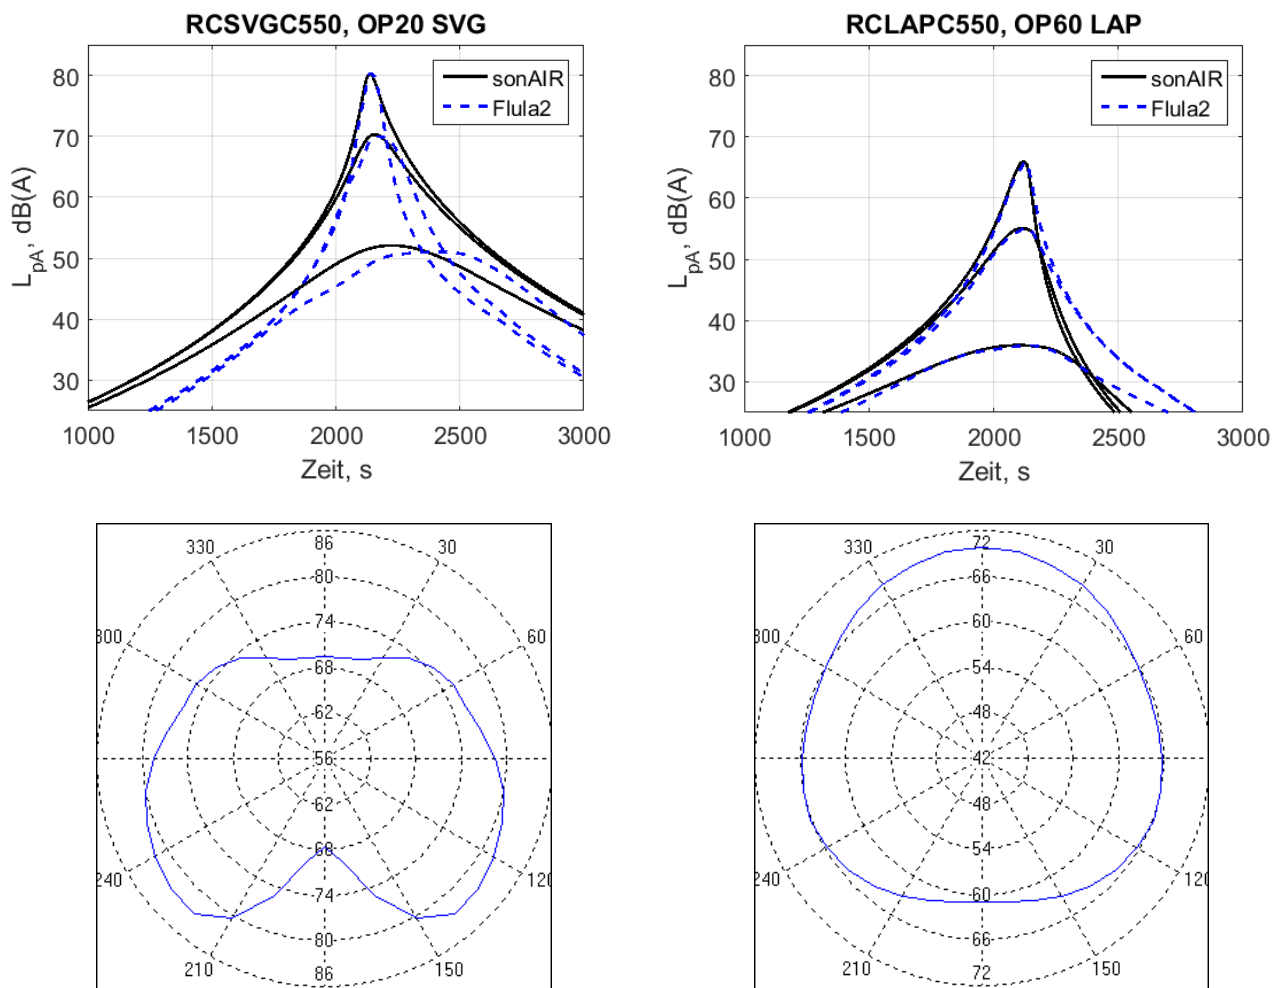 RCSVGC550, OP20 SVG
80
70
60
50
40
30
L_pA, dB(A)
sonAIR
Flula2
1000 1500 2000 2500 3000
Zeit, s
RCLAPC550, OP60 LAP
80
70
60
50
40
30
L_pA, dB(A)
sonAIR
Flula2
1000 1500 2000 2500 3000
Zeit, s
330 86 30
80
74
300 60
68
62
56
62
68
240 120
74
80
210 86 150
330 72 30
66
60
300 60
54
48
42
48
54
240 120
60
66
210 72 150